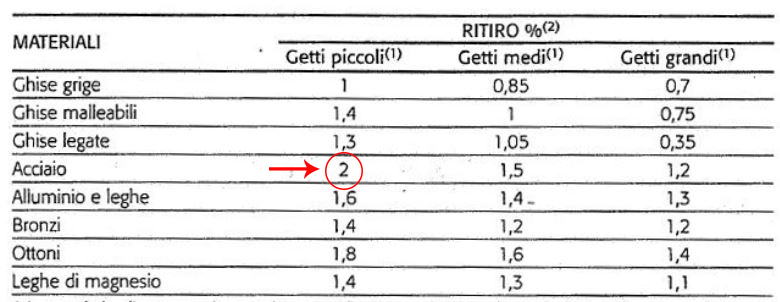 MATERIALI RITIRO %(2)
Getti piccoli(1) Getti medi(1) Getti grandi(1)
Ghise grige 1 0,85 0,7
Ghise malleabili 1,4 1 0,75
Ghise legate 1,3 1,05 0,35
Acciaio 2 1,5 1,2
Alluminio e leghe 1,6 1,4 1,3
Bronzi 1,4 1,2 1,2
Ottoni 1,8 1,6 1,4
Leghe di magnesio 1,4 1,3 1,1